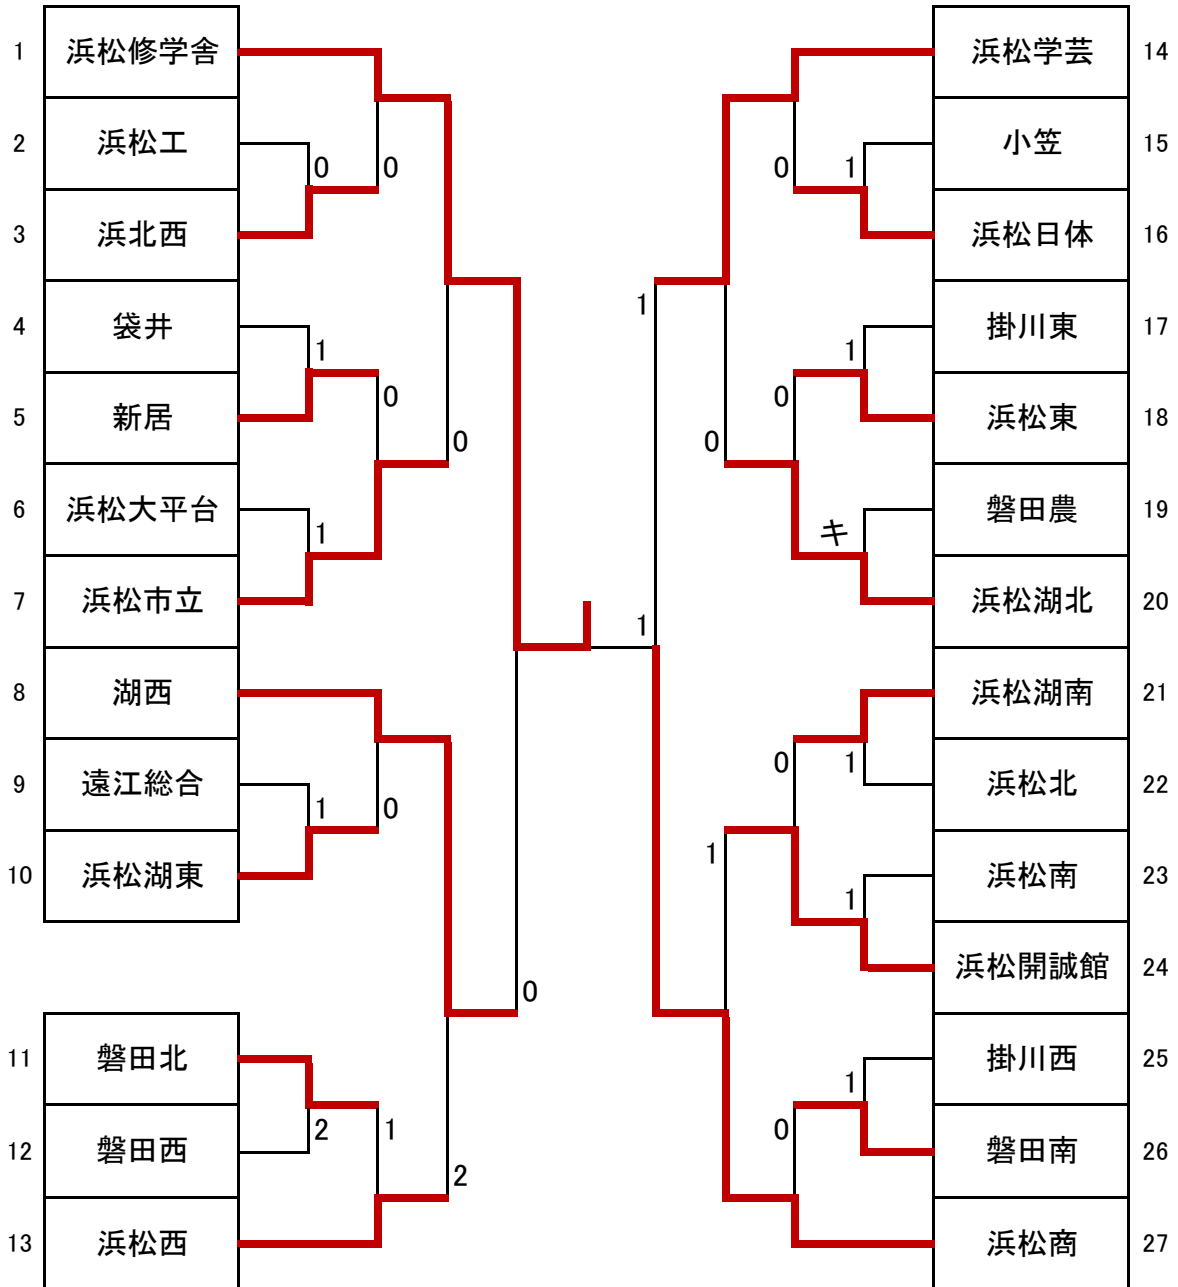 1 浜松修学舎
2 浜松工
3 浜北西
4 袋井
5 新居
6 浜松大平台
7 浜松市立
8 湖西
9 遠江総合
10 浜松湖東
11 磐田北
12 磐田西
13 浜松西
0
0
1
0
1
0
1
0
0
2
1
2
1
1
0
1
1
0
0
キ
0
1
1
1
1
0
浜松学芸 14
小笠 15
浜松日体 16
掛川東 17
浜松東 18
磐田農 19
浜松湖北 20
浜松湖南 21
浜松北 22
浜松南 23
浜松開誠館 24
掛川西 25
磐田南 26
浜松商 27